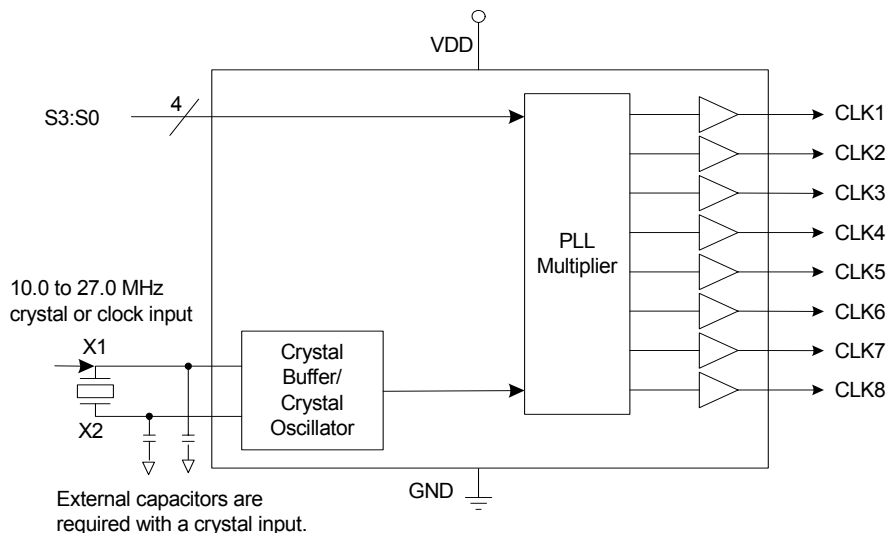 VDD
4
S3:S0
CLK1
CLK2
CLK3
CLK4
PLL
Multiplier
CLK5
10.0 to 27.0 MHz
crystal or clock input
CLK6
X1
Crystal
Buffer/
Crystal
Oscillator
CLK7
CLK8
X2
GND
External capacitors are
required with a crystal input.